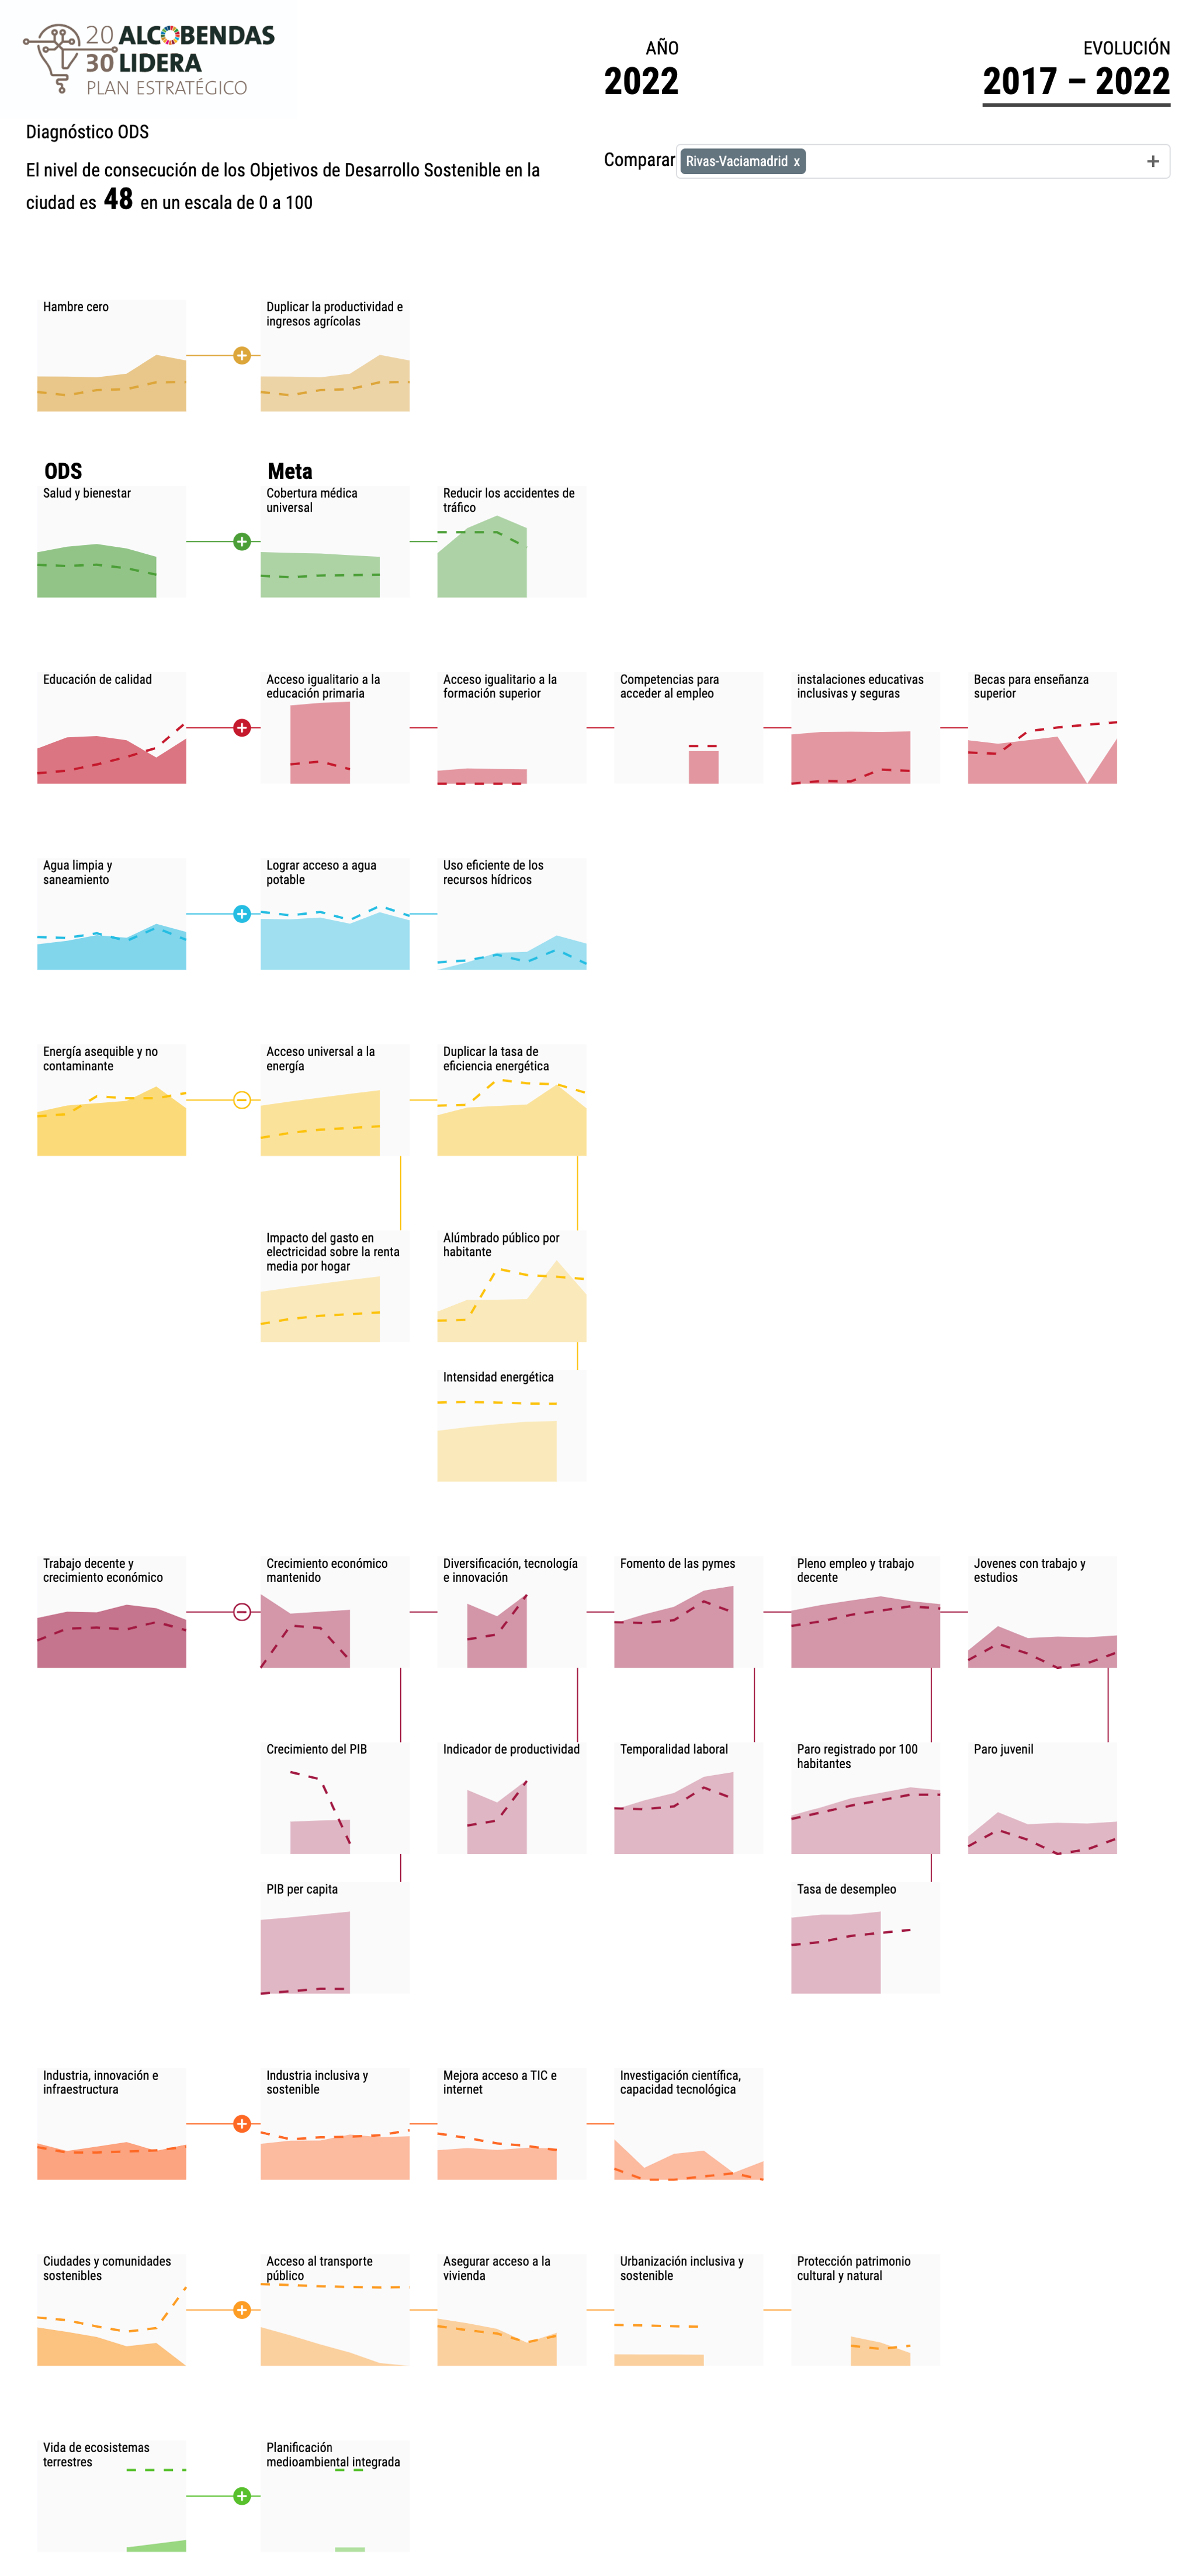 20 ALCOBENDAS
30 LIDERA
PLAN ESTRATÉGICO
AÑO
2022
EVOLUCIÓN
2017 – 2022
Diagnóstico ODS
El nivel de consecución de los Objetivos de Desarrollo Sostenible en la
ciudad es 48 en un escala de 0 a 100
Comparar
Rivas-Vaciamadrid x
+
Hambre cero
Duplicar la productividad e
ingresos agrícolas
ODS
Meta
Salud y bienestar
Cobertura médica
universal
Reducir los accidentes de
tráfico
Educación de calidad
Acceso igualitario a la
educación primaria
Acceso igualitario a la
formación superior
Competencias para
acceder al empleo
instalaciones educativas
inclusivas y seguras
Becas para enseñanza
superior
Agua limpia y
saneamiento
Lograr acceso a agua
potable
Uso eficiente de los
recursos hídricos
Energía asequible y no
contaminante
Acceso universal a la
energía
Duplicar la tasa de
eficiencia energética
Impacto del gasto en
electricidad sobre la renta
media por hogar
Alúmbrado público por
habitante
Intensidad energética
Trabajo decente y
crecimiento económico
Crecimiento económico
mantenido
Diversificación, tecnología
e innovación
Fomento de las pymes
Pleno empleo y trabajo
decente
Jovenes con trabajo y
estudios
Crecimiento del PIB
Indicador de productividad
Temporalidad laboral
Paro registrado por 100
habitantes
Paro juvenil
PIB per capita
Tasa de desempleo
Industria, innovación e
infraestructura
Industria inclusiva y
sostenible
Mejora acceso a TIC e
internet
Investigación científica,
capacidad tecnológica
Ciudades y comunidades
sostenibles
Acceso al transporte
público
Asegurar acceso a la
vivienda
Urbanización inclusiva y
sostenible
Protección patrimonio
cultural y natural
Vida de ecosistemas
terrestres
Planificación
medioambiental integrada